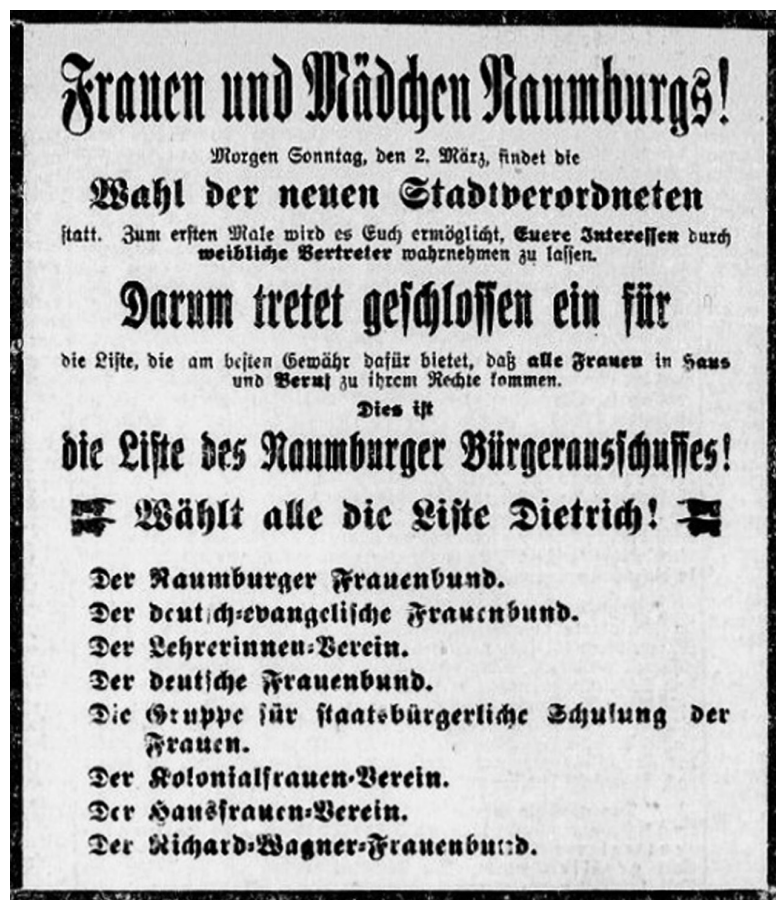 Frauen und Mädchen Naumburgs!
Morgen Sonntag, den 2. März, findet die
Wahl der neuen Stadtverordneten
statt. Zum ersten Male wird es Euch ermöglicht, Euere Interessen durch
weibliche Vertreter wahrnehmen zu lassen.
Darum tretet geschlossen ein für
die Liste, die am besten Gewähr dafür bietet, daß alle Frauen in Haus
und Beruf zu ihrem Rechte kommen.
Dies ist
die Liste des Naumburger Bürgerausschusses!
Wählt alle die Liste Dietrich!
Der Naumburger Frauenbund.
Der deutsch-evangelische Frauenbund.
Der Lehrerinnen-Verein.
Der deutsche Frauenbund.
Die Gruppe für staatsbürgerliche Schulung der
Frauen.
Der Kolonialfrauen-Verein.
Der Hausfrauen-Verein.
Der Richard-Wagner-Frauenbund.